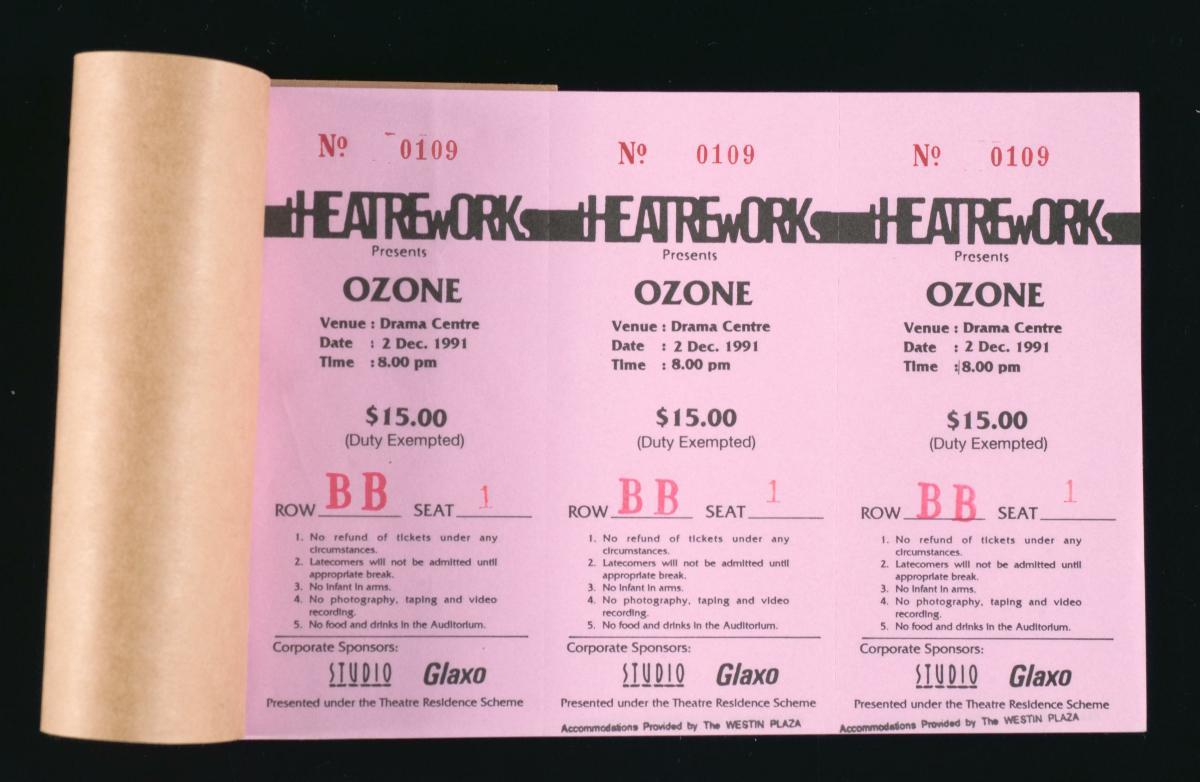 Nº 0109
tHEATREwORKs
Presents
OZONE
Venue : Drama Centre
Date : 2 Dec. 1991
Time : 8.00 pm
$15.00
(Duty Exempted)
ROW BB SEAT 1
1. No refund of tickets under any
circumstances.
2. Latecomers will not be admitted until
appropriate break.
3. No infant in arms.
4. No photography, taping and video
recording.
5. No food and drinks in the Auditorium.
Corporate Sponsors:
STUDIO Glaxo
Presented under the Theatre Residence Scheme
Nº 0109
tHEATREwORKs
Presents
OZONE
Venue : Drama Centre
Date : 2 Dec. 1991
Time : 8.00 pm
$15.00
(Duty Exempted)
ROW BB SEAT 1
1. No refund of tickets under any
circumstances.
2. Latecomers will not be admitted until
appropriate break.
3. No infant in arms.
4. No photography, taping and video
recording.
5. No food and drinks in the Auditorium.
Corporate Sponsors:
STUDIO Glaxo
Presented under the Theatre Residence Scheme
Accommodations Provided by The WESTIN PLAZA
Nº 0109
tHEATREwORKs
Presents
OZONE
Venue : Drama Centre
Date : 2 Dec. 1991
Time : 8.00 pm
$15.00
(Duty Exempted)
ROW BB SEAT 1
1. No refund of tickets under any
circumstances.
2. Latecomers will not be admitted until
appropriate break.
3. No infant in arms.
4. No photography, taping and video
recording.
5. No food and drinks in the Auditorium.
Corporate Sponsors:
STUDIO Glaxo
Presented under the Theatre Residence Scheme
Accommodations Provided by The WESTIN PLAZA